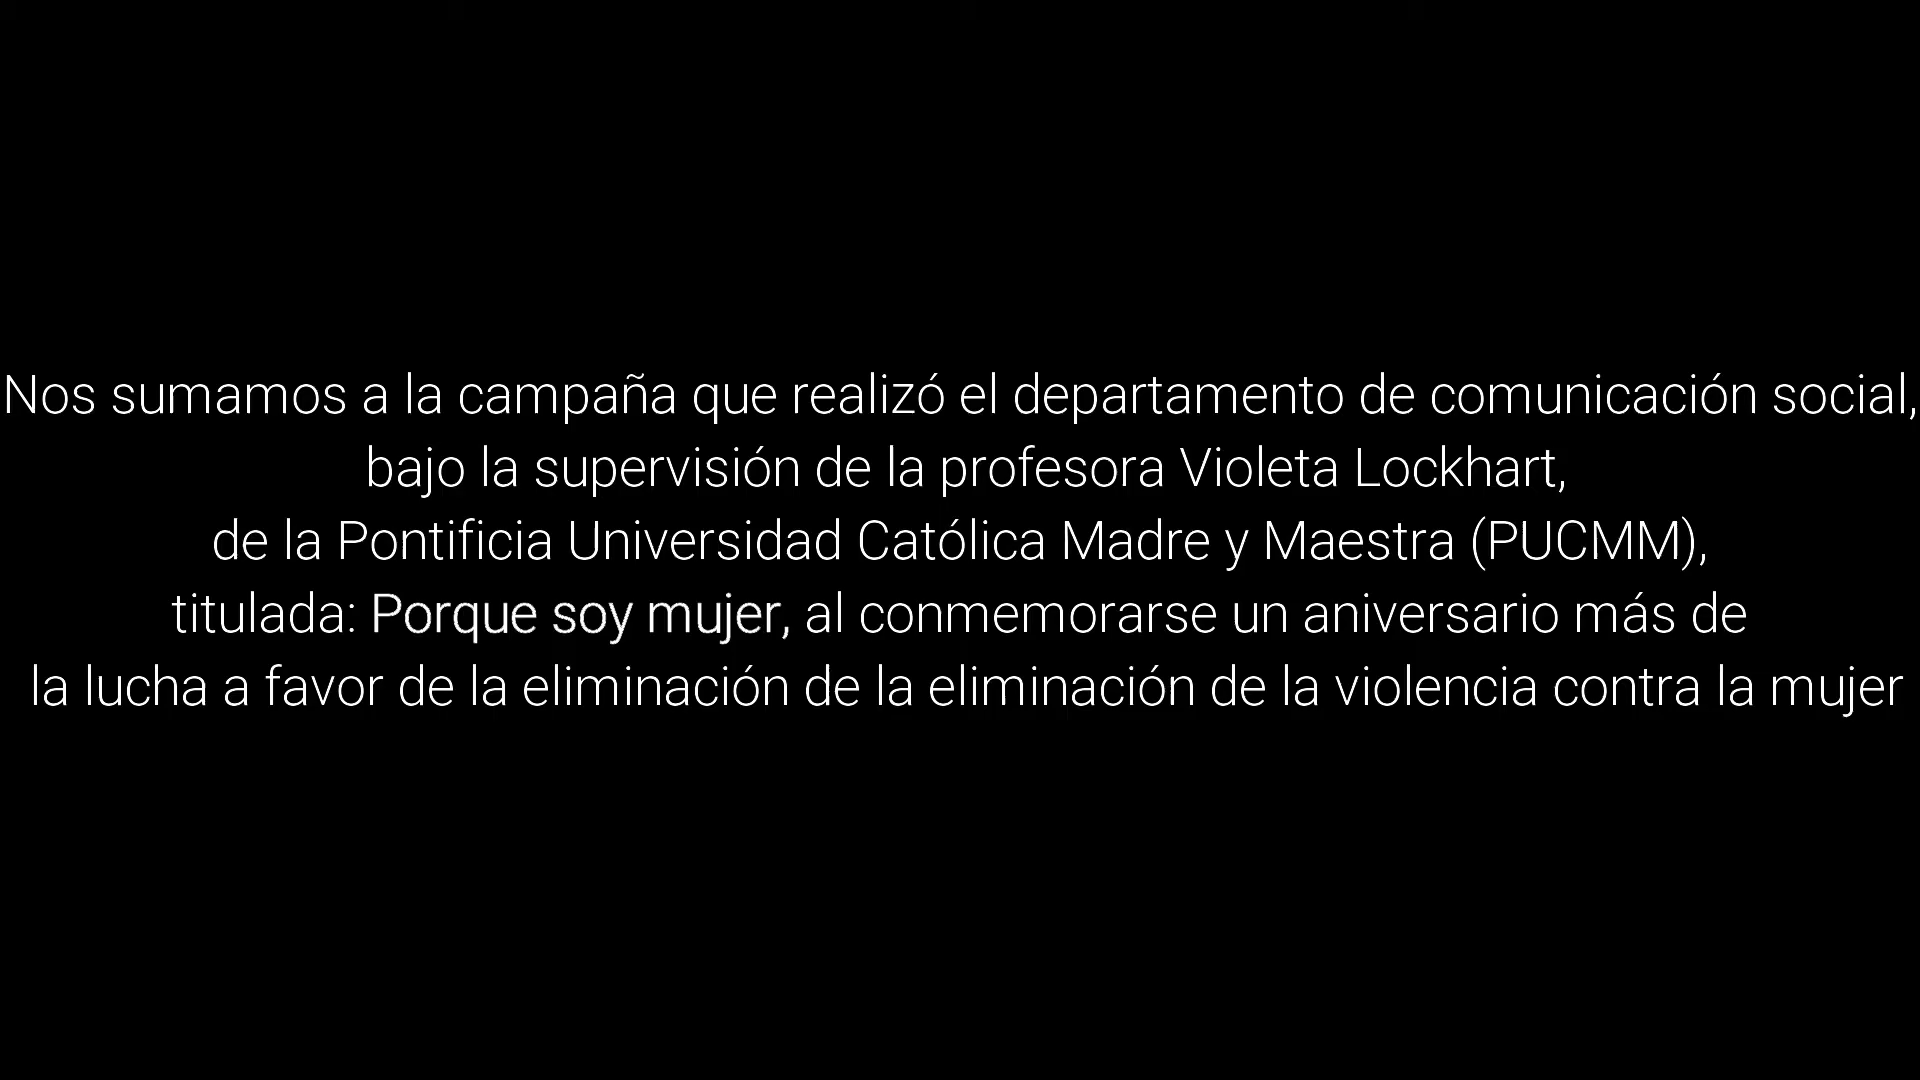 Nos sumamos a la campaña que realizó el departamento de comunicación social,
bajo la supervisión de la profesora Violeta Lockhart,
de la Pontificia Universidad Católica Madre y Maestra (PUCMM),
titulada: Porque soy mujer, al conmemorarse un aniversario más de
la lucha a favor de la eliminación de la eliminación de la violencia contra la mujer